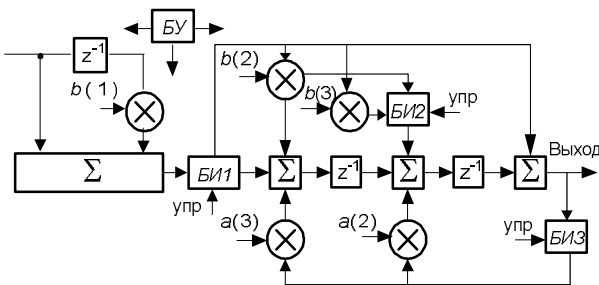 БУ
z⁻¹
b(1)
b(2)
b(3)
БИ2
упр
Σ
БИ1
Σ
z⁻¹
Σ
z⁻¹
Σ
Выход
упр
a(3)
a(2)
упр
БИ3